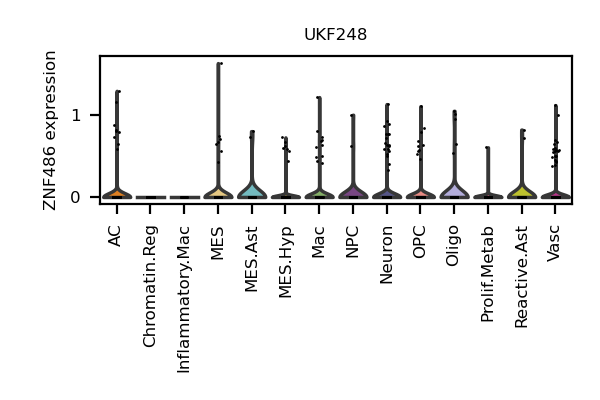 UKF248
ZNF486 expression
1
0
AC
Chromatin.Reg
Inflammatory.Mac
MES
MES.Ast
MES.Hyp
Mac
NPC
Neuron
OPC
Oligo
Prolif.Metab
Reactive.Ast
Vasc